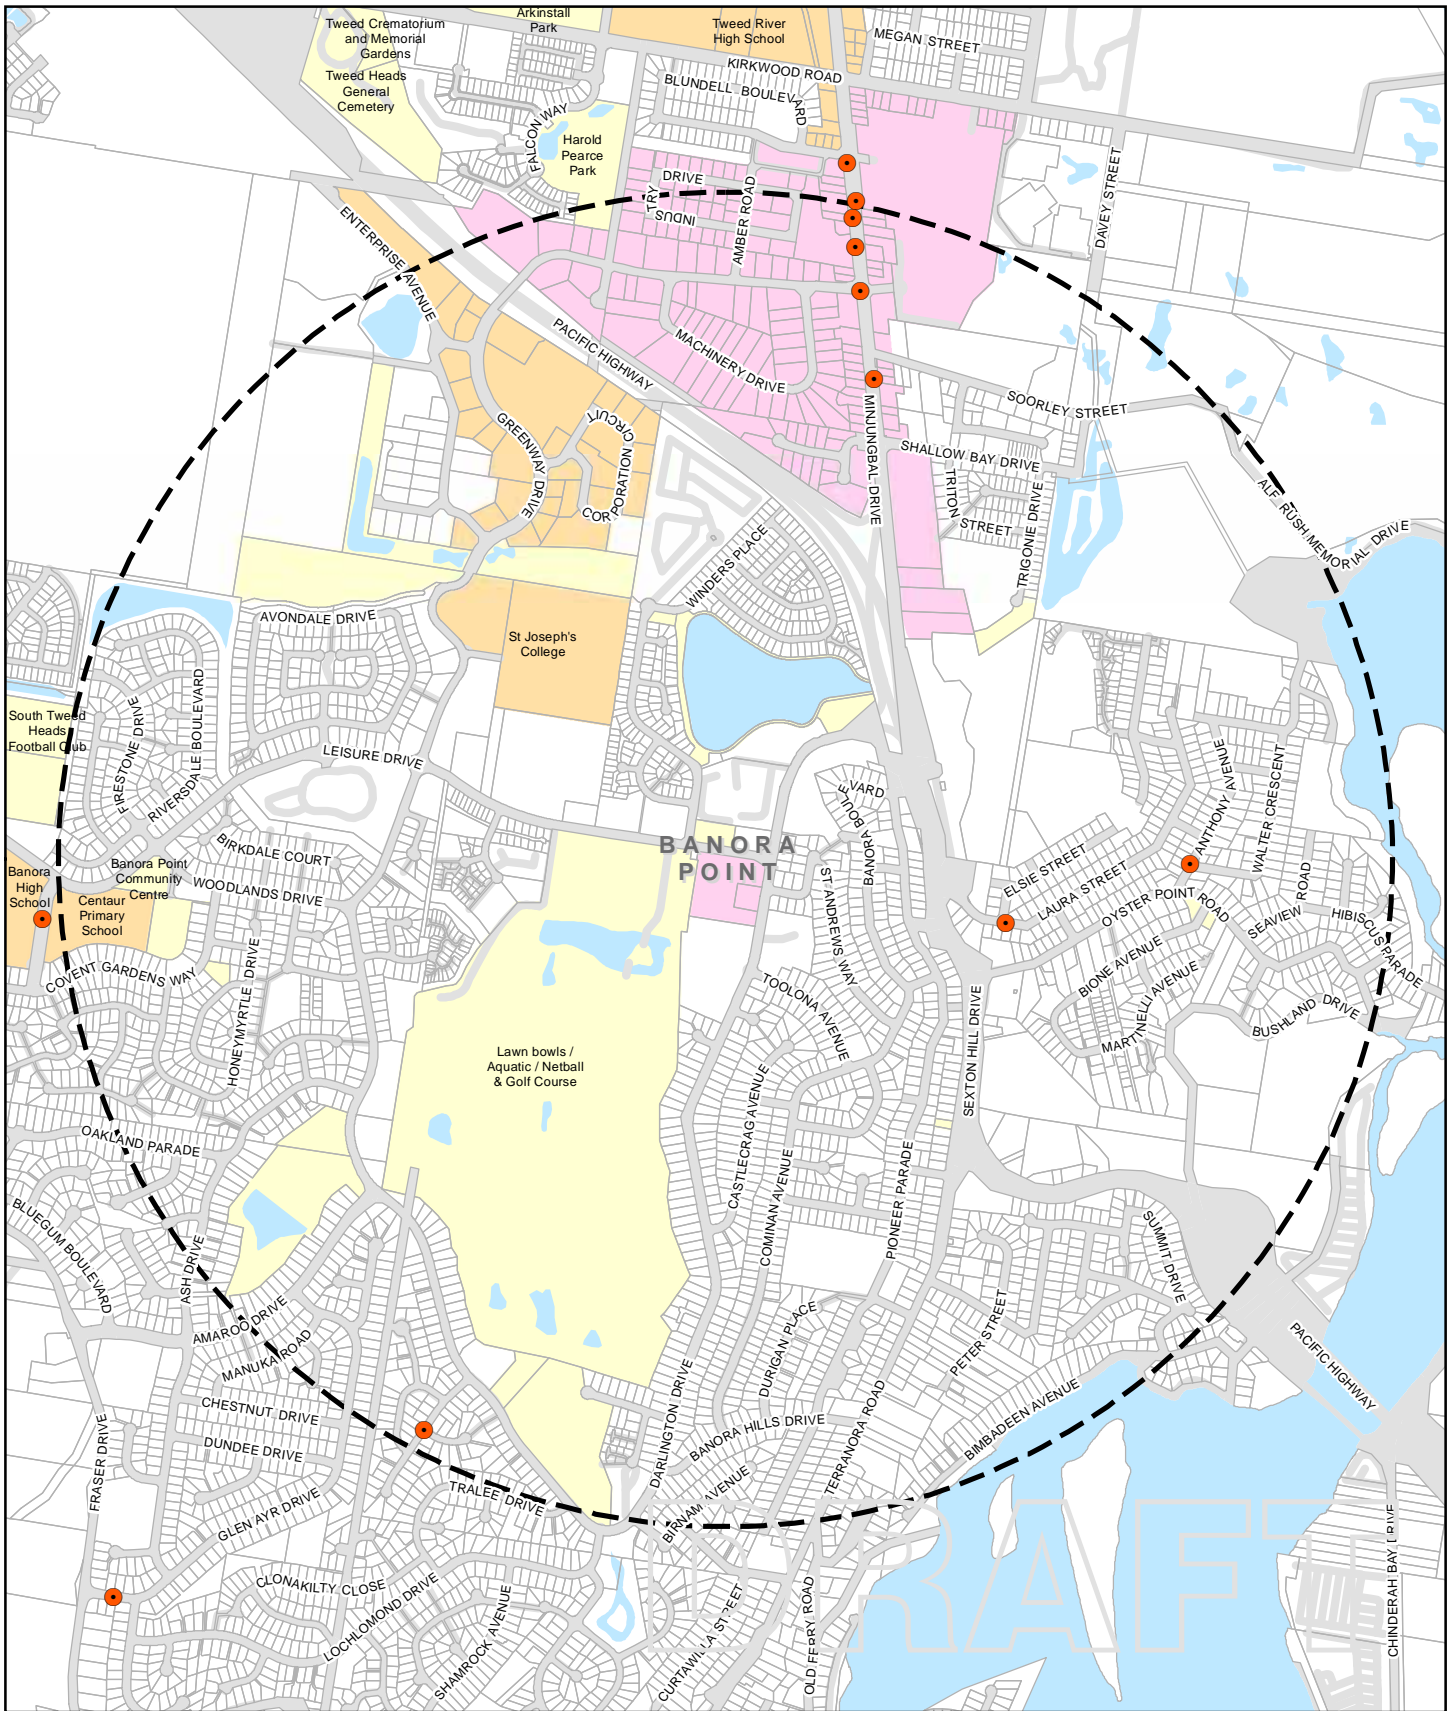 Tweed Crematorium
and Memorial
Gardens
Arkinstall
Park
Tweed River
High School
MEGAN STREET
KIRKWOOD ROAD
Tweed Heads
General
Cemetery
BLUNDELL BOULEVARD
FALCON WAY
Harold
Pearce
Park
DRIVE
INDUSTRY
AMBER ROAD
DAVEY STREET
ENTERPRISE AVENUE
PACIFIC HIGHWAY
MACHINERY DRIVE
MINJUNGBAL DRIVE
SOORLEY STREET
GREENWAY DRIVE
CORPORATION CIRCUIT
SHALLOW BAY DRIVE
TRITON STREET
TRIGONIE DRIVE
ALF RUSH MEMORIAL DRIVE
WINDERS PLACE
AVONDALE DRIVE
St Joseph's
College
South Tweed
Heads
Football Club
FIRESTONE DRIVE
RIVERSDALE BOULEVARD
LEISURE DRIVE
ANTHONY AVENUE
WALTER CRESCENT
BANORA BOULEVARD
BANORA
POINT
BIRKDALE COURT
Banora Point
Community
Centre
WOODLANDS DRIVE
Banora
High
School
Centaur
Primary
School
ST ANDREWS WAY
ELSIE STREET
LAURA STREET
OYSTER POINT ROAD
SEAVIEW ROAD
HIBISCUS PARADE
COVENT GARDENS WAY
HONEYMYRTLE DRIVE
TOOLONA AVENUE
BIONE AVENUE
MARTINELLI AVENUE
BUSHLAND DRIVE
SEXTON HILL DRIVE
Lawn bowls /
Aquatic / Netball
& Golf Course
CASTLECRAG AVENUE
OAKLAND PARADE
COMINAN AVENUE
PIONEER PARADE
BLUEGUM BOULEVARD
ASH DRIVE
SUMMIT DRIVE
AMAROO DRIVE
MANUKA ROAD
DURIGAN PLACE
PETER STREET
PACIFIC HIGHWAY
CHESTNUT DRIVE
DUNDEE DRIVE
FRASER DRIVE
DARLINGTON DRIVE
BANORA HILLS DRIVE
TERRANORA ROAD
BIMBADEEN AVENUE
GLEN AYR DRIVE
TRALEE DRIVE
BIRNAM AVENUE
DRAFT
CLONAKILTY CLOSE
LOCHLOMOND DRIVE
SHAMROCK AVENUE
CURTAWILLA STREET
OLD FERRY ROAD
CHINDERAH BAY DRIVE